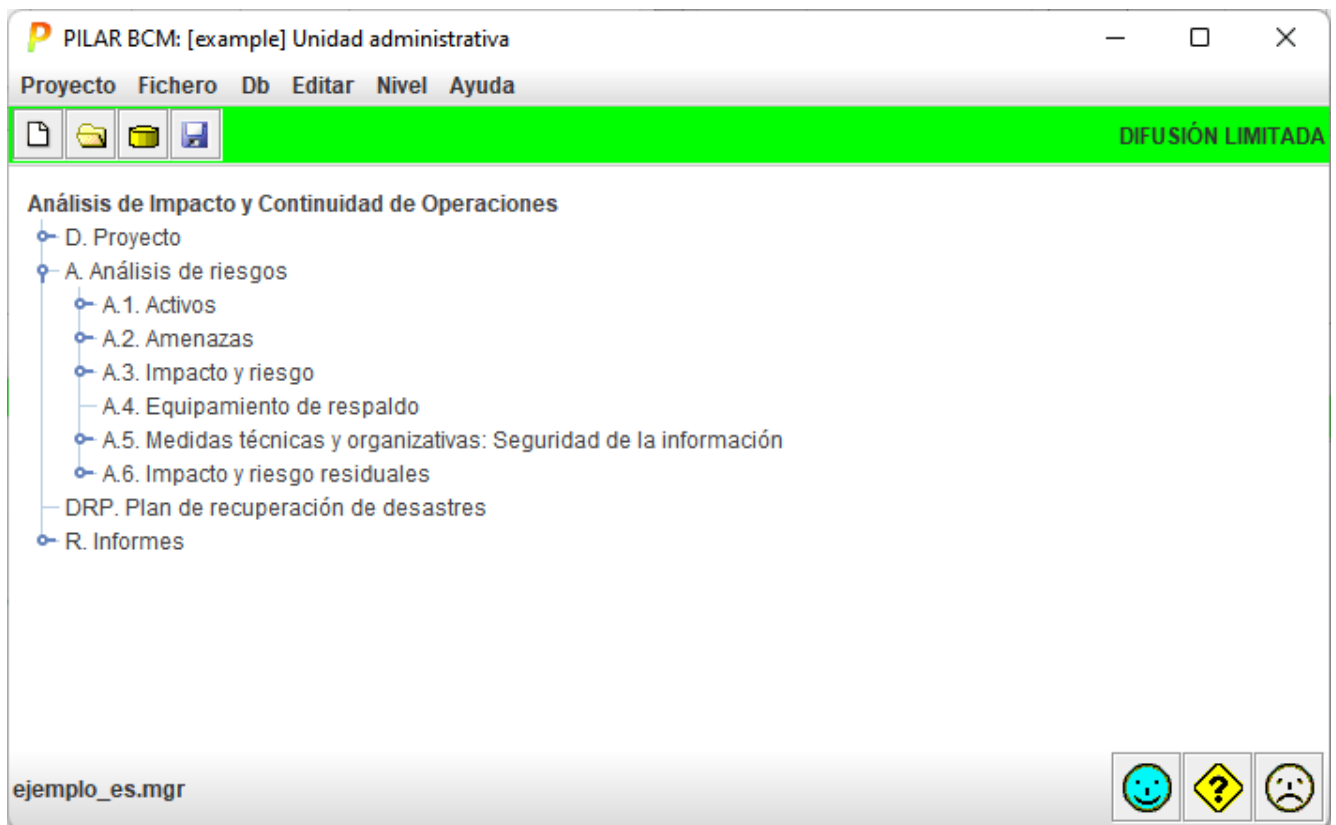 PILAR BCM: [example] Unidad administrativa
Proyecto Fichero Db Editar Nivel Ayuda
DIFUSIÓN LIMITADA
Análisis de Impacto y Continuidad de Operaciones
D. Proyecto
A. Análisis de riesgos
A.1. Activos
A.2. Amenazas
A.3. Impacto y riesgo
A.4. Equipamiento de respaldo
A.5. Medidas técnicas y organizativas: Seguridad de la información
A.6. Impacto y riesgo residuales
DRP. Plan de recuperación de desastres
R. Informes
ejemplo_es.mgr